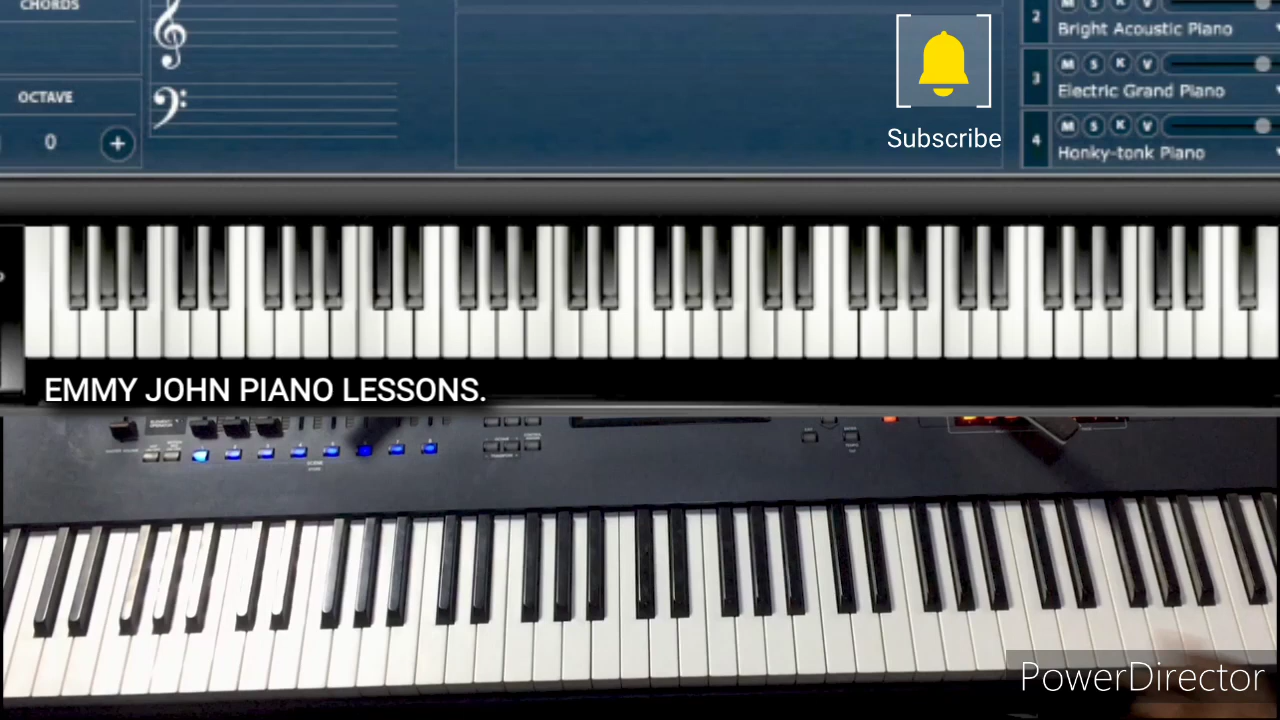 CHORDS
OCTAVE
0
+
2
M S K V
Bright Acoustic Piano
3
M S K V
Electric Grand Piano
4
M S K V
Honky-tonk Piano
Subscribe
EMMY JOHN PIANO LESSONS.
PowerDirector